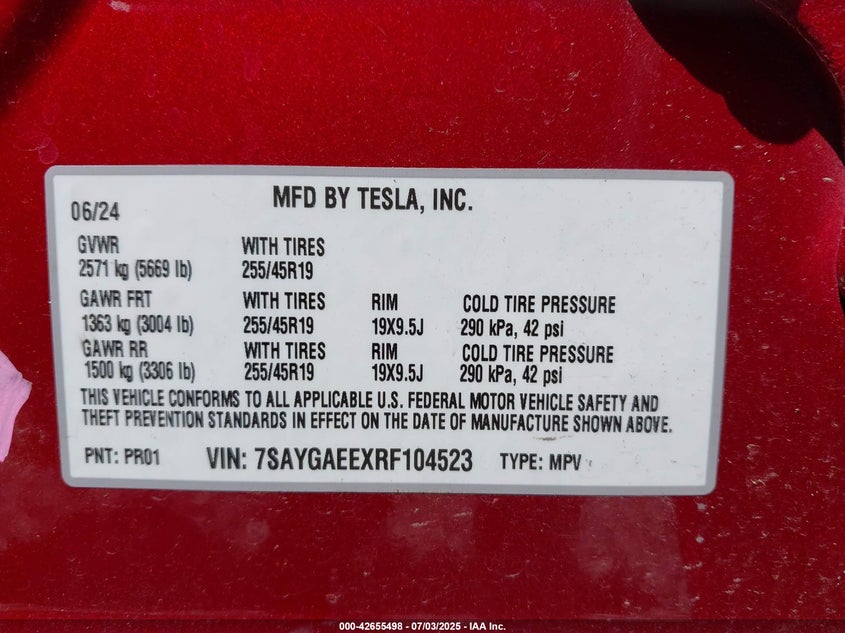 MFD BY TESLA, INC.
06/24
GVWR WITH TIRES
2571 kg (5669 lb) 255/45R19
GAWR FRT WITH TIRES RIM COLD TIRE PRESSURE
1363 kg (3004 lb) 255/45R19 19X9.5J 290 kPa, 42 psi
GAWR RR WITH TIRES RIM COLD TIRE PRESSURE
1500 kg (3306 lb) 255/45R19 19X9.5J 290 kPa, 42 psi
THIS VEHICLE CONFORMS TO ALL APPLICABLE U.S. FEDERAL MOTOR VEHICLE SAFETY AND
THEFT PREVENTION STANDARDS IN EFFECT ON THE DATE OF MANUFACTURE SHOWN ABOVE.
PNT: PR01 VIN: 7SAYGAEEXRF104523 TYPE: MPV
000-42655498 - 07/03/2025 - IAA Inc.